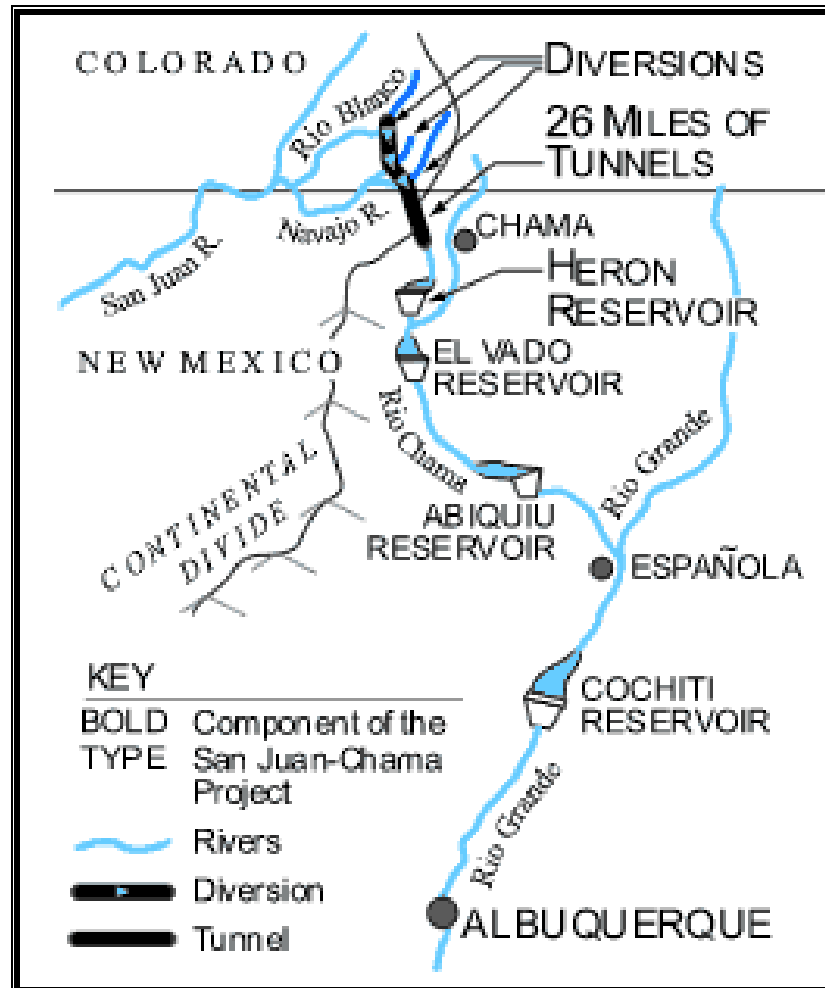 COLORADO
DIVERSIONS
Rio Blanco
26 MILES OF
TUNNELS
Navajo R.
San Juan R.
CHAMA
HERON
RESERVOIR
NEW MEXICO
EL VADO
RESERVOIR
Rio Chama
Rio Grande
CONTINENTAL
DIVIDE
ABIQUIU
RESERVOIR
ESPAÑOLA
KEY
BOLD
TYPE
Component of the
San Juan-Chama
Project
Rivers
Diversion
Tunnel
COCHITI
RESERVOIR
Rio Grande
ALBUQUERQUE